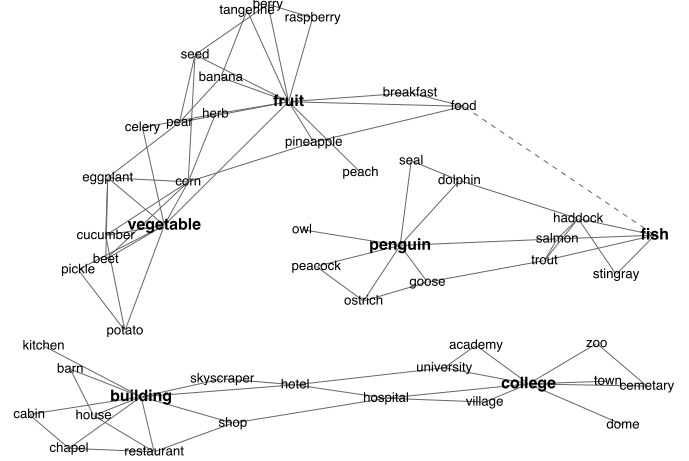 berry
tangerine
raspberry
seed
banana
fruit
breakfast
food
herb
pear
celery
pineapple
peach
seal
dolphin
eggplant
corn
vegetable
haddock
owl
cucumber
salmon
fish
penguin
beet
trout
pickle
peacock
stingray
goose
ostrich
potato
kitchen
academy
zoo
barn
university
skyscraper
hotel
college
town
cemetary
building
hospital
village
cabin
house
shop
dome
chapel
restaurant